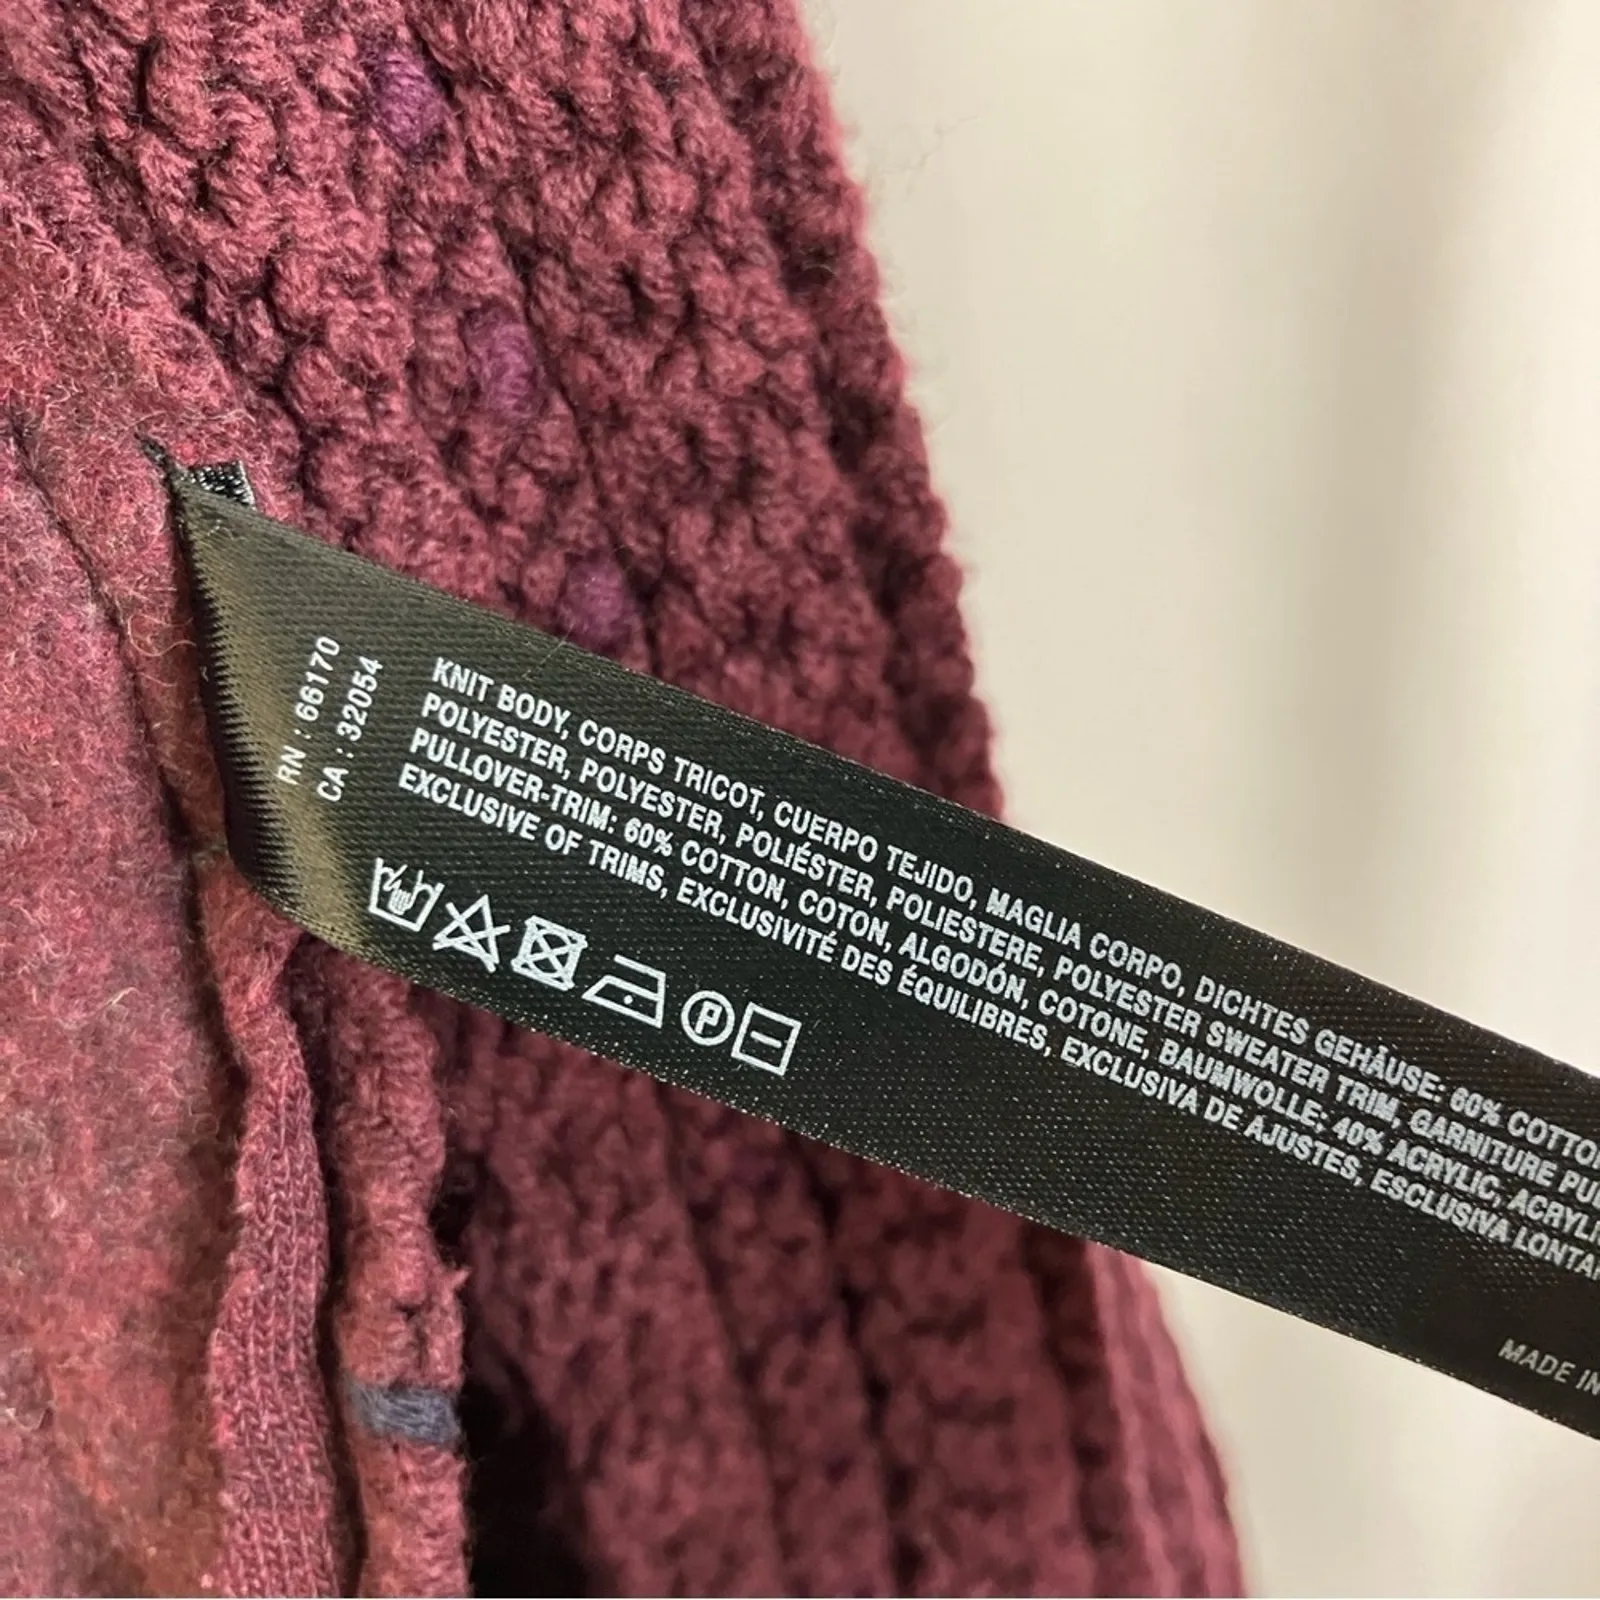 RN : 66170
CA : 32054
KNIT BODY, CORPS TRICOT, CUERPO TEJIDO, MAGLIA CORPO, DICHTES GEHÄUSE: 60% COTTO
POLYESTER, POLYESTER, POLIÉSTER, POLIESTERE, POLYESTER SWEATER TRIM, GARNITURE PU
PULLOVER-TRIM: 60% COTTON, COTON, ALGODÓN, COTONE, BAUMWOLLE; 40% ACRYLIC, ACRYLI
EXCLUSIVE OF TRIMS, EXCLUSIVITÉ DES ÉQUILIBRES, EXCLUSIVA DE AJUSTES, ESCLUSIVA LONTA
P
MADE IN